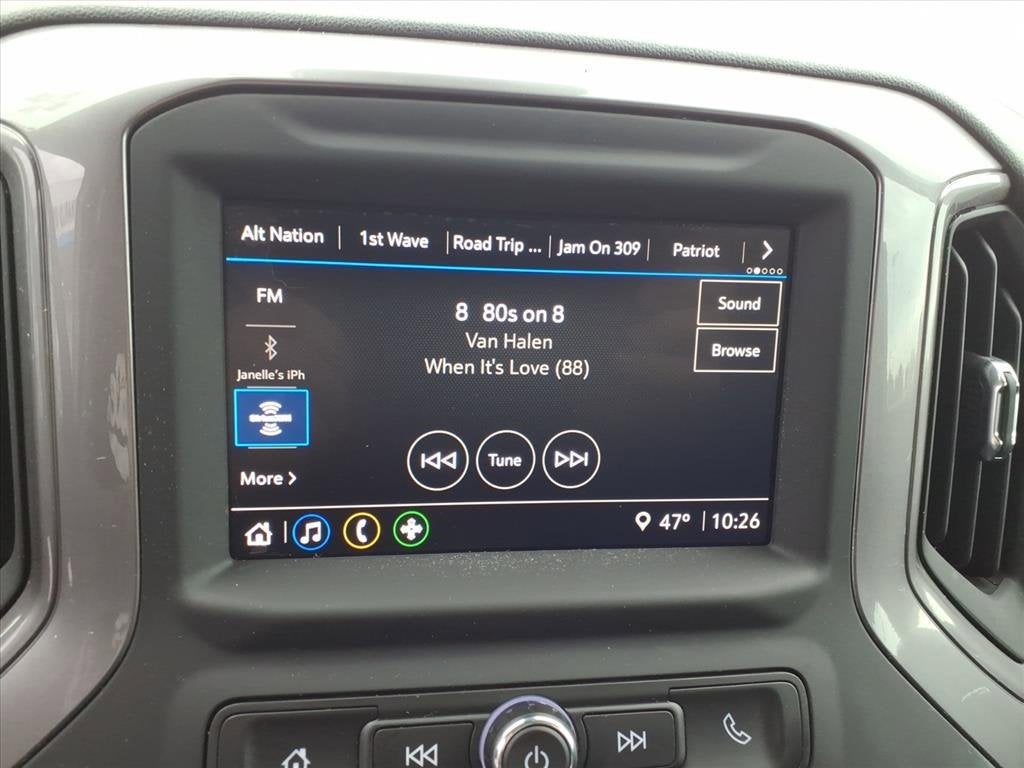 Alt Nation
1st Wave
Road Trip ...
Jam On 309
Patriot
FM
8 80s on 8
Van Halen
When It's Love (88)
Sound
Browse
Janelle's iPh
More
Tune
47°
10:26